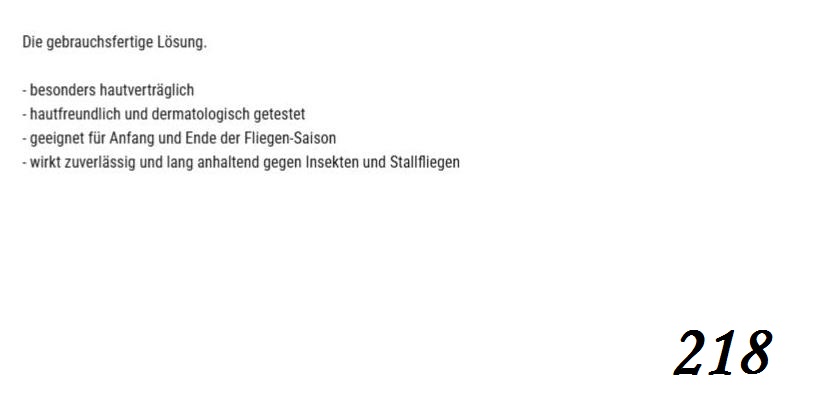 Die gebrauchsfertige Lösung.
- besonders hautverträglich
- hautfreundlich und dermatologisch getestet
- geeignet für Anfang und Ende der Fliegen-Saison
- wirkt zuverlässig und lang anhaltend gegen Insekten und Stallfliegen
218